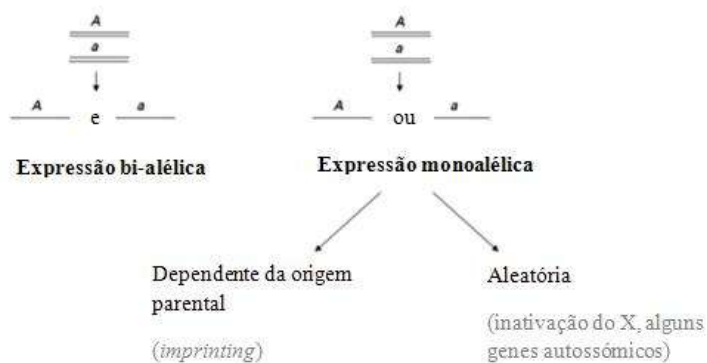 A
a
A e a
Expressão bi-alélica
A
a
A ou a
Expressão monoalélica
Dependente da origem
parental
(imprinting)
Aleatória
(inativação do X, alguns
genes autossómicos)